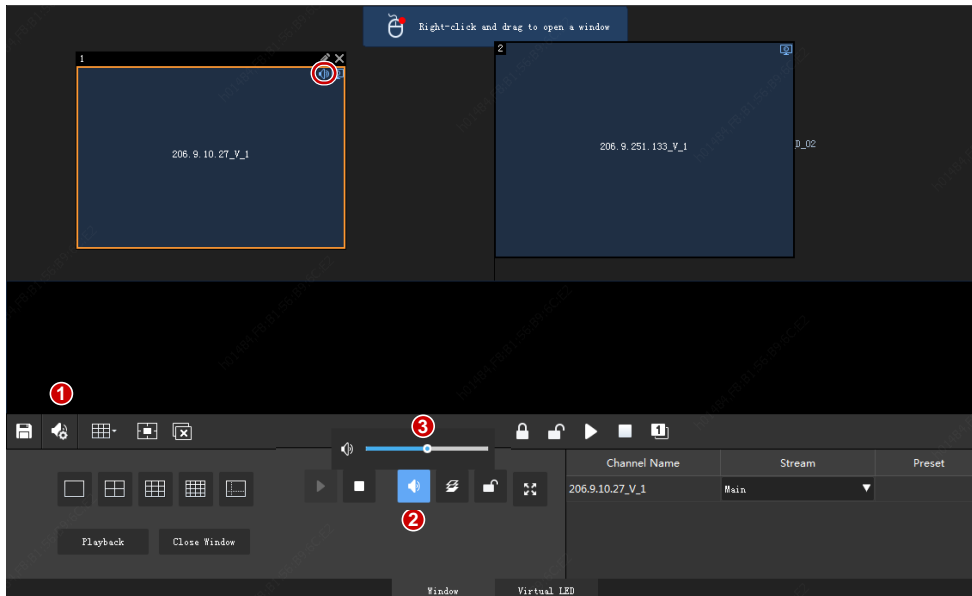 Right-click and drag to open a window
1
2
206.9.10.27_V_1
206.9.251.133_V_1
D_02
1
3
1
Channel Name Stream Preset
206.9.10.27_V_1 Main
2
Playback Close Window
Window Virtual LED